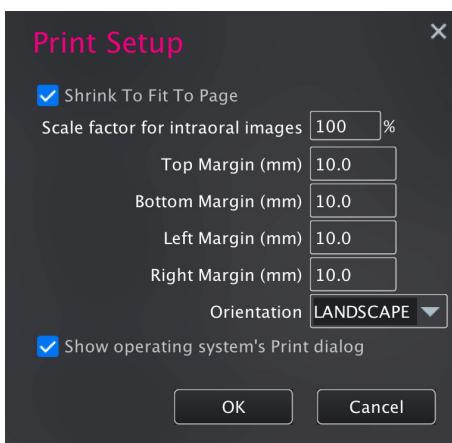 Print Setup
Shrink To Fit To Page
Scale factor for intraoral images 100 %
Top Margin (mm) 10.0
Bottom Margin (mm) 10.0
Left Margin (mm) 10.0
Right Margin (mm) 10.0
Orientation LANDSCAPE
Show operating system's Print dialog
OK Cancel